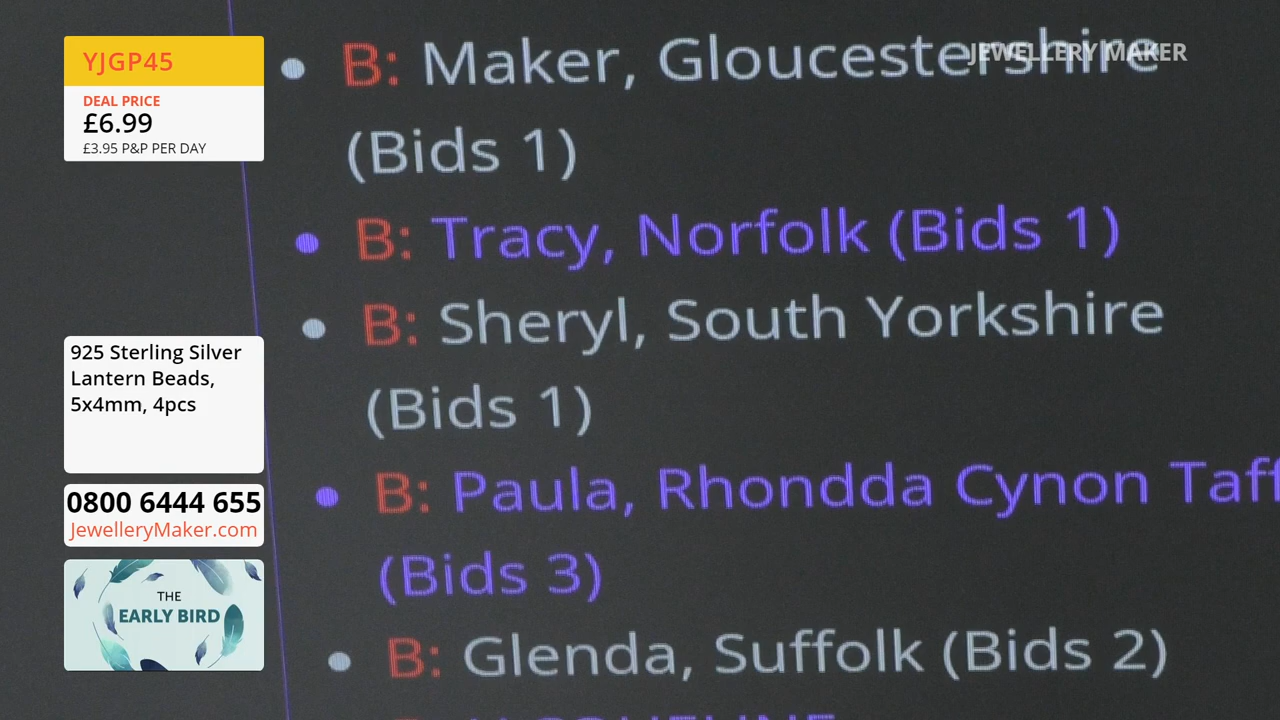 YJGP45
DEAL PRICE
£6.99
£3.95 P&P PER DAY
925 Sterling Silver
Lantern Beads,
5x4mm, 4pcs
0800 6444 655
JewelleryMaker.com
THE
EARLY BIRD
JEWELLERY MAKER
• B: Maker, Gloucestershire
(Bids 1)
• B: Tracy, Norfolk (Bids 1)
• B: Sheryl, South Yorkshire
(Bids 1)
• B: Paula, Rhondda Cynon Taff
(Bids 3)
• B: Glenda, Suffolk (Bids 2)